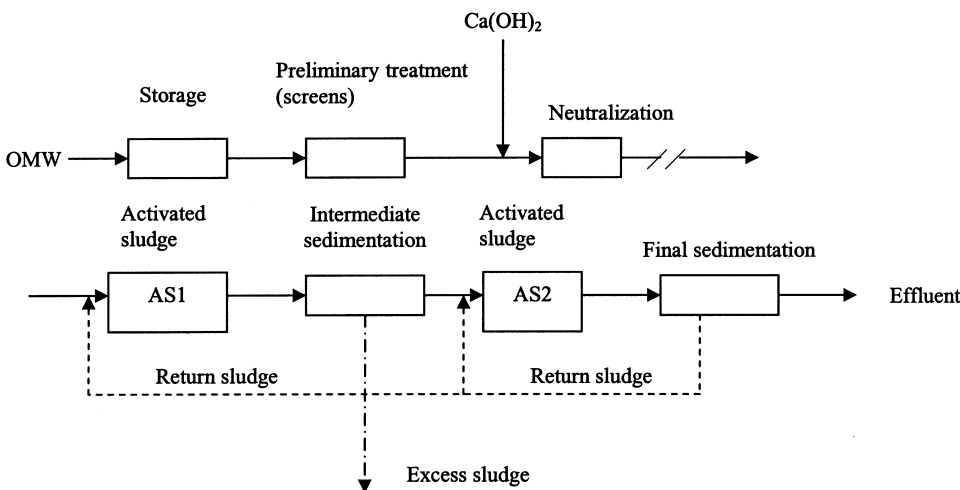 Ca(OH)₂
Preliminary treatment
(screens)
Storage
Neutralization
OMW
Activated
sludge
Intermediate
sedimentation
Activated
sludge
Final sedimentation
AS1
AS2
Effluent
Return sludge
Return sludge
Excess sludge